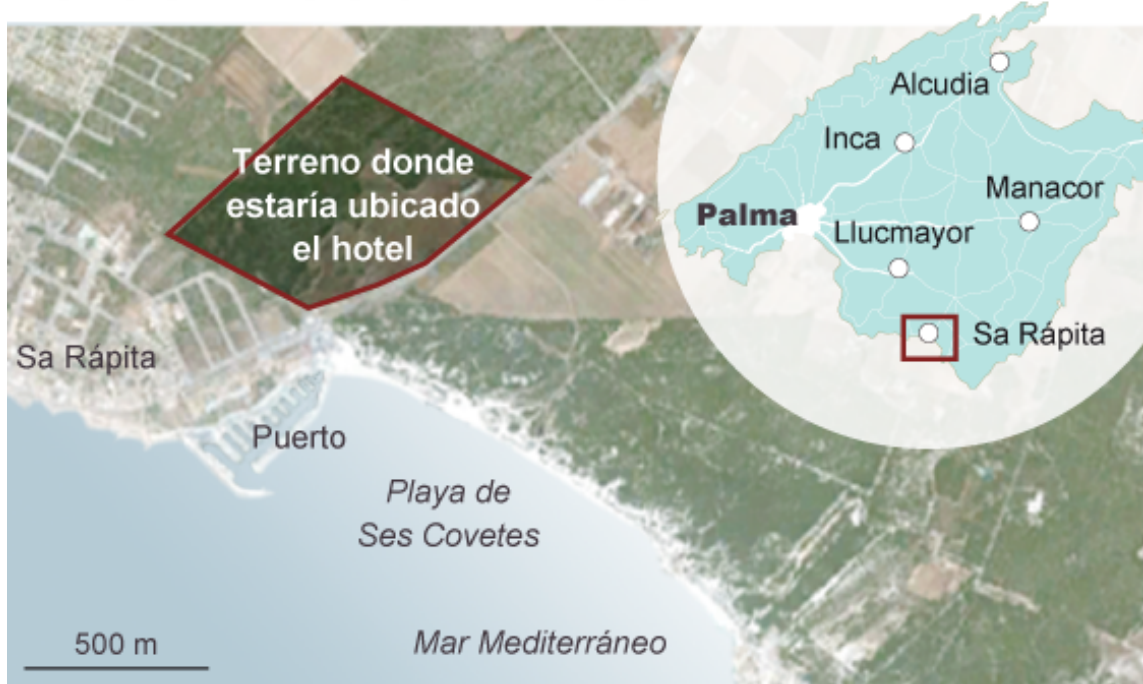 Terreno donde
estaría ubicado
el hotel
Sa Rápita
Puerto
Playa de
Ses Covetes
Mar Mediterráneo
500 m
Alcudia
Inca
Manacor
Palma
Llucmayor
Sa Rápita